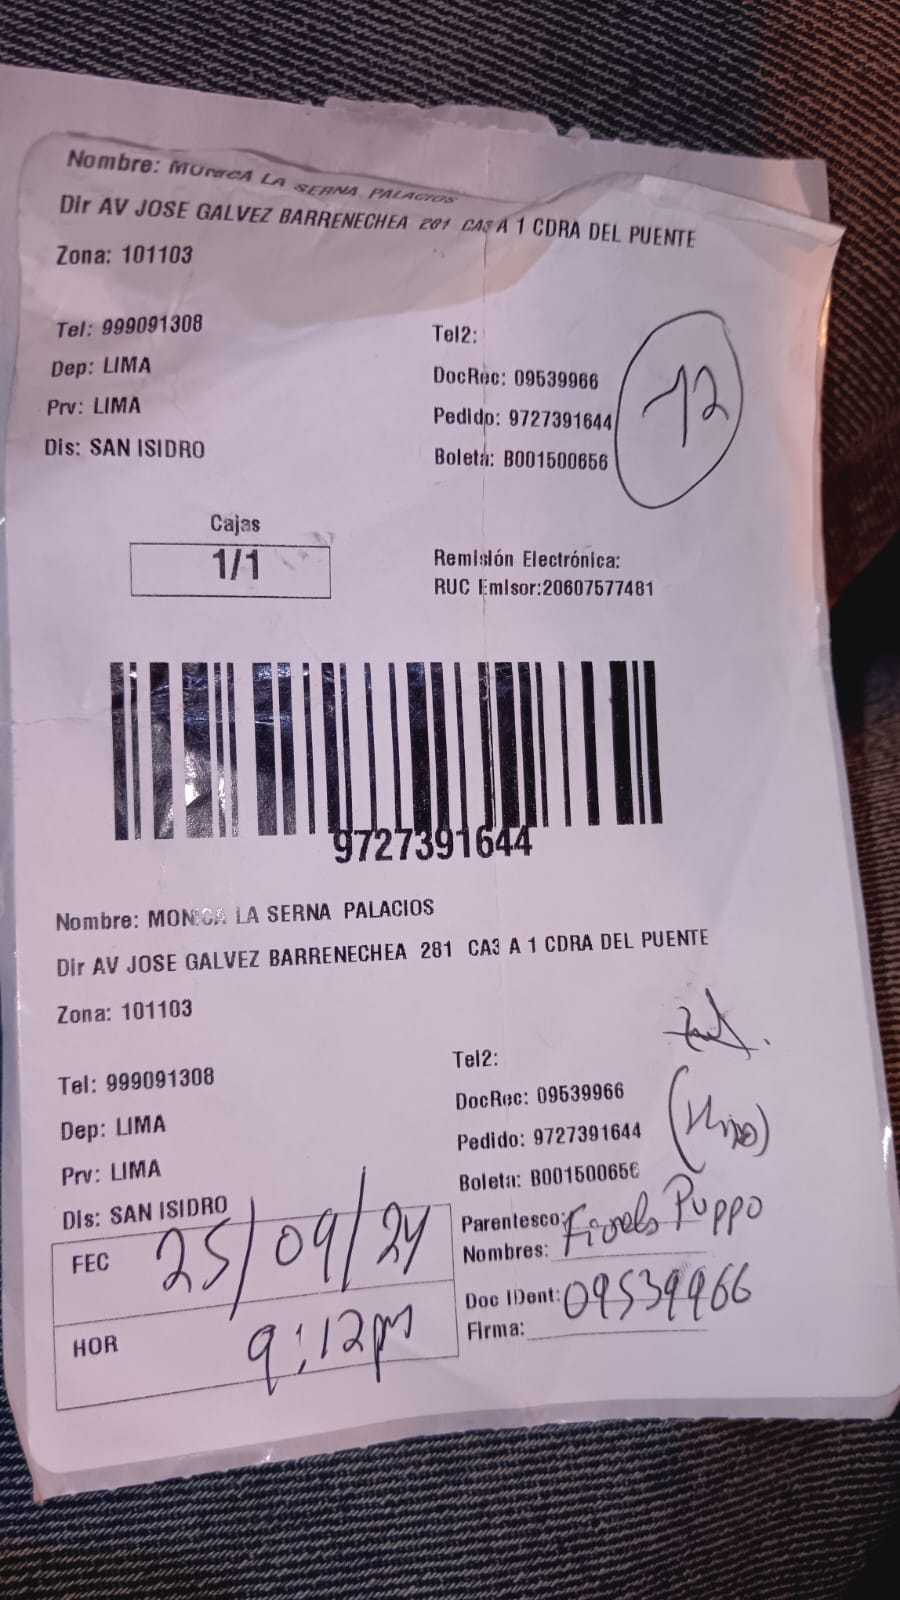 Nombre: MONICA LA SERNA PALACIOS
Dir AV JOSE GALVEZ BARRENECHEA 281 CA3 A 1 CDRA DEL PUENTE
Zona: 101103
Tel: 999091308
Tel2:
Dep: LIMA
DocRec: 09539966
Prv: LIMA
Pedido: 9727391644
Dis: SAN ISIDRO
Boleta: B001500656
12
Cajas
1/1
Remisión Electrónica:
RUC Emisor:20607577481
9727391644
Nombre: MONICA LA SERNA PALACIOS
Dir AV JOSE GALVEZ BARRENECHEA 281 CA3 A 1 CDRA DEL PUENTE
Zona: 101103
Tel: 999091308
Tel2:
Dep: LIMA
DocRec: 09539966
Prv: LIMA
Pedido: 9727391644
Dis: SAN ISIDRO
Boleta: B001500656
(Hijo)
FEC 25/09/24
Parentesco:
Nombres: Puppo
HOR 9:12pm
Doc IDent: 09539966
Firma: